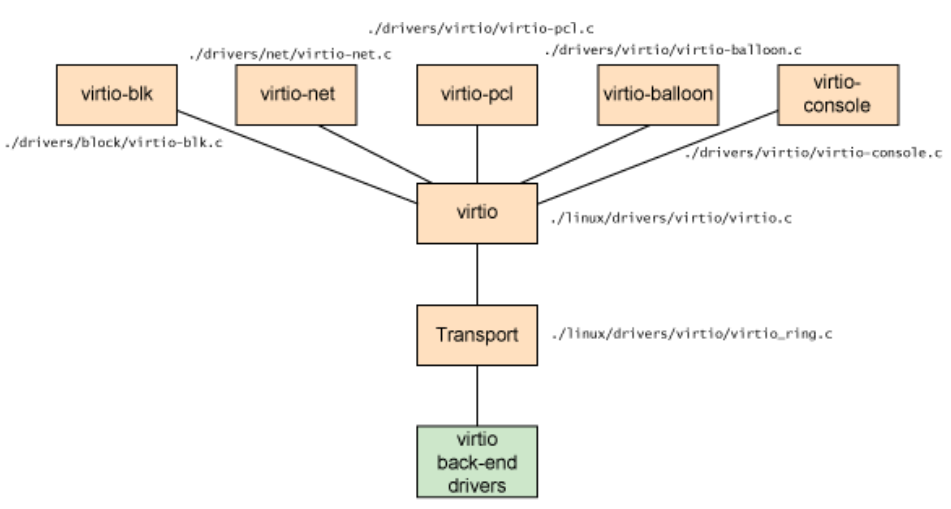 ./drivers/virtio/virtio-pcl.c
./drivers/net/virtio-net.c
./drivers/virtio/virtio-balloon.c
virtio-blk
virtio-net
virtio-pcl
virtio-balloon
virtio-
console
./drivers/block/virtio-blk.c
./drivers/virtio/virtio-console.c
virtio
./linux/drivers/virtio/virtio.c
Transport
./linux/drivers/virtio/virtio_ring.c
virtio
back-end
drivers